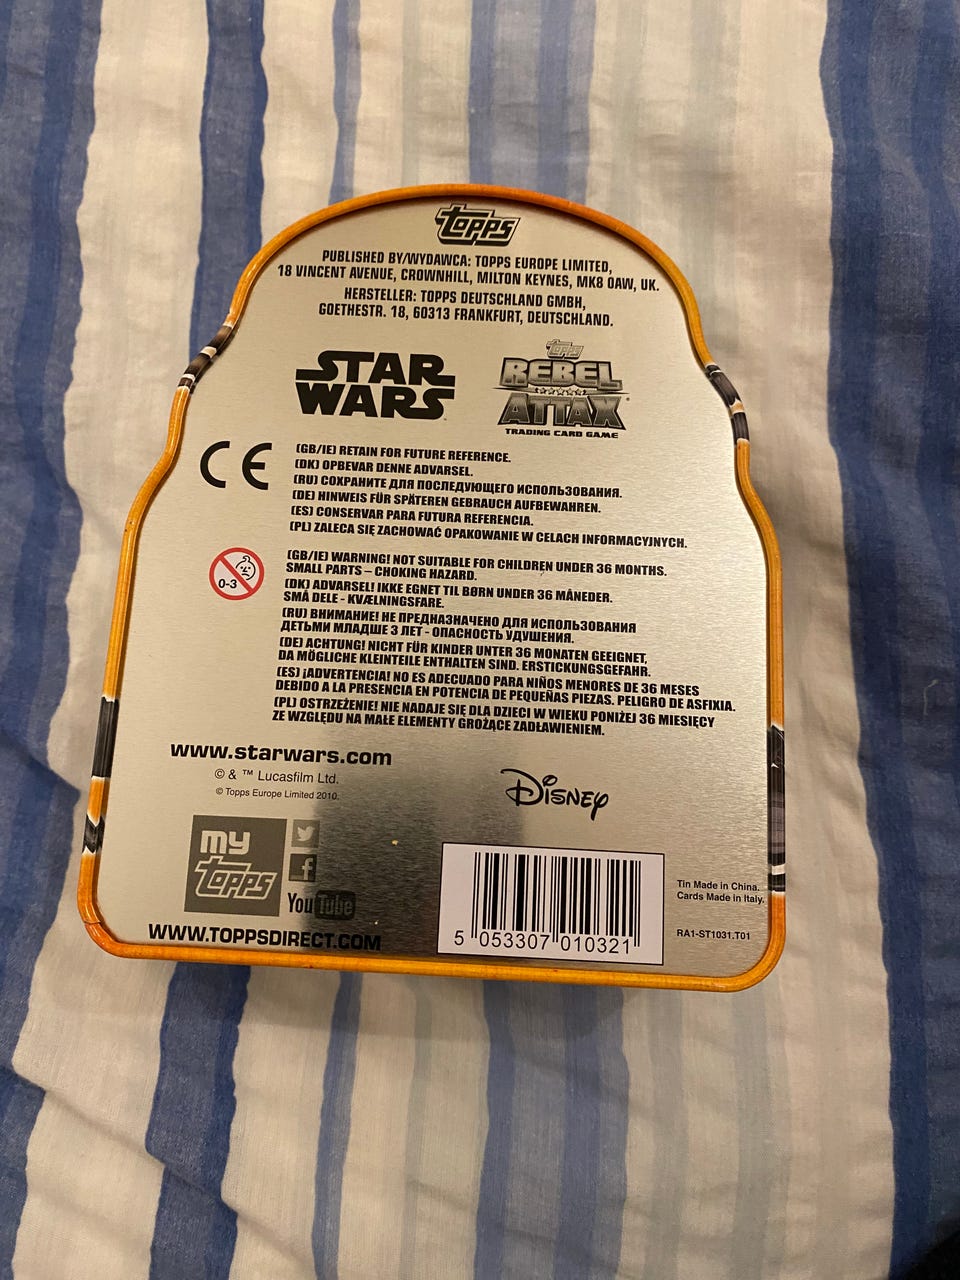 topps
PUBLISHED BY/WYDAWCA: TOPPS EUROPE LIMITED,
18 VINCENT AVENUE, CROWNHILL, MILTON KEYNES, MK8 0AW, UK.
HERSTELLER: TOPPS DEUTSCHLAND GMBH,
GOETHESTR. 18, 60313 FRANKFURT, DEUTSCHLAND.
STAR
WARS
topps
REBEL
ATTAX
TRADING CARD GAME
CE
(GB/IE) RETAIN FOR FUTURE REFERENCE.
(DK) OPBEVAR DENNE ADVARSEL.
(RU) СОХРАНИТЕ ДЛЯ ПОСЛЕДУЮЩЕГО ИСПОЛЬЗОВАНИЯ.
(DE) HINWEIS FÜR SPÄTEREN GEBRAUCH AUFBEWAHREN.
(ES) CONSERVAR PARA FUTURA REFERENCIA.
(PL) ZALECA SIĘ ZACHOWAĆ OPAKOWANIE W CELACH INFORMACYJNYCH.
0-3
(GB/IE) WARNING! NOT SUITABLE FOR CHILDREN UNDER 36 MONTHS.
SMALL PARTS – CHOKING HAZARD.
(DK) ADVARSEL! IKKE EGNET TIL BØRN UNDER 36 MÅNEDER.
SMÅ DELE - KVÆLNINGSFARE.
(RU) ВНИМАНИЕ! НЕ ПРЕДНАЗНАЧЕНО ДЛЯ ИСПОЛЬЗОВАНИЯ
ДЕТЬМИ МЛАДШЕ 3 ЛЕТ - ОПАСНОСТЬ УДУШЕНИЯ.
(DE) ACHTUNG! NICHT FÜR KINDER UNTER 36 MONATEN GEEIGNET,
DA MÖGLICHE KLEINTEILE ENTHALTEN SIND. ERSTICKUNGSGEFAHR.
(ES) ¡ADVERTENCIA! NO ES ADECUADO PARA NIÑOS MENORES DE 36 MESES
DEBIDO A LA PRESENCIA EN POTENCIA DE PEQUEÑAS PIEZAS. PELIGRO DE ASFIXIA.
(PL) OSTRZEŻENIE! NIE NADAJE SIĘ DLA DZIECI W WIEKU PONIŻEJ 36 MIESIĘCY
ZE WZGLĘDU NA MAŁE ELEMENTY GROŻĄCE ZADŁAWIENIEM.
www.starwars.com
© & ™ Lucasfilm Ltd.
© Topps Europe Limited 2010.
Disney
my
topps
You Tube
WWW.TOPPSDIRECT.COM
5 053307 010321
Tin Made in China.
Cards Made in Italy.
RA1-ST1031.T01